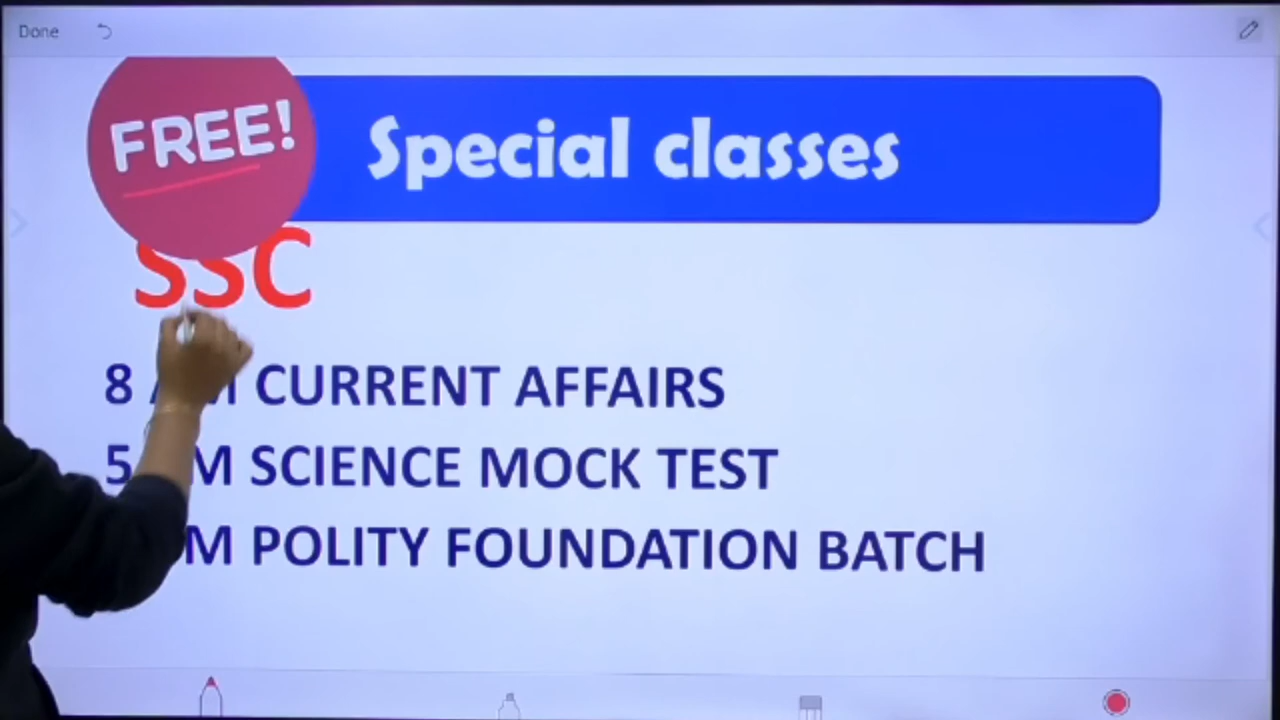 Done
FREE!
Special classes
SSC
8 CURRENT AFFAIRS
5 SCIENCE MOCK TEST
POLITY FOUNDATION BATCH